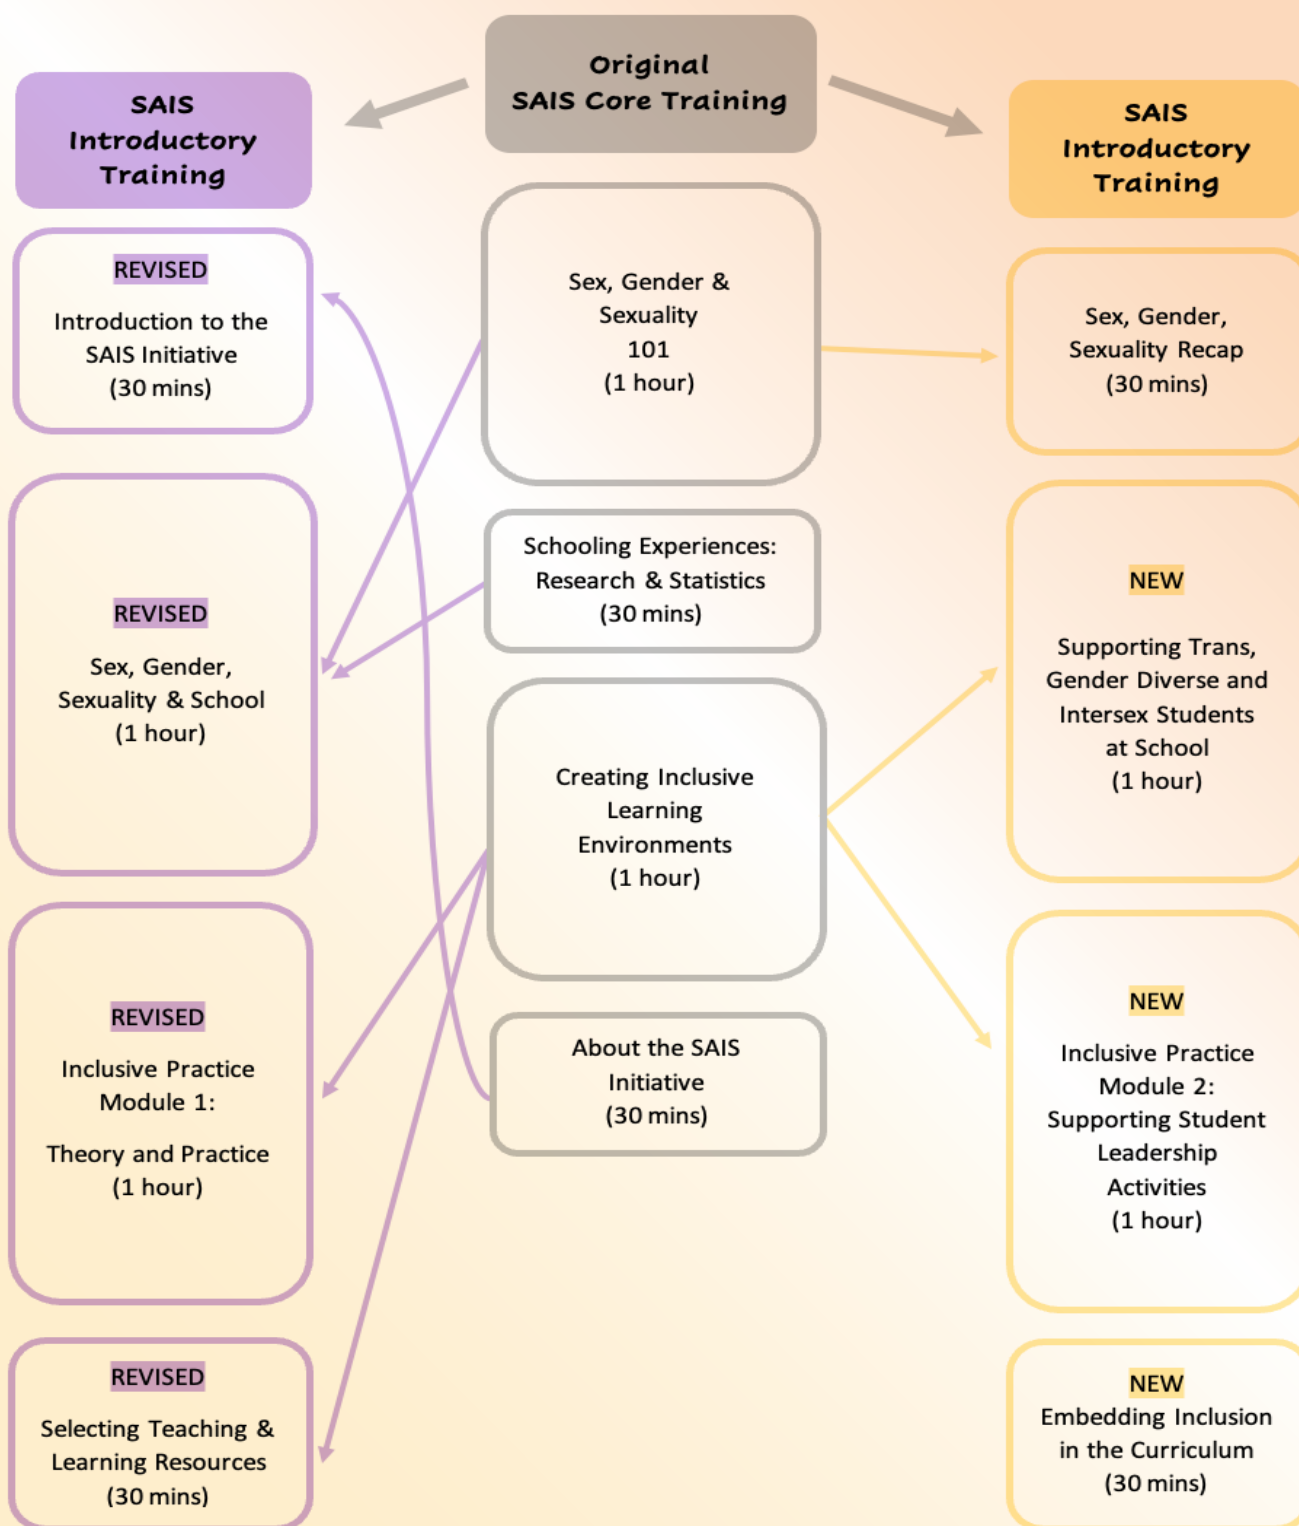 Original
SAIS Core Training
SAIS
Introductory
Training
REVISED
Introduction to the
SAIS Initiative
(30 mins)
REVISED
Sex, Gender,
Sexuality & School
(1 hour)
REVISED
Inclusive Practice
Module 1:
Theory and Practice
(1 hour)
REVISED
Selecting Teaching &
Learning Resources
(30 mins)
Sex, Gender &
Sexuality
101
(1 hour)
Schooling Experiences:
Research & Statistics
(30 mins)
Creating Inclusive
Learning
Environments
(1 hour)
About the SAIS
Initiative
(30 mins)
SAIS
Introductory
Training
Sex, Gender,
Sexuality Recap
(30 mins)
NEW
Supporting Trans,
Gender Diverse and
Intersex Students
at School
(1 hour)
NEW
Inclusive Practice
Module 2:
Supporting Student
Leadership
Activities
(1 hour)
NEW
Embedding Inclusion
in the Curriculum
(30 mins)